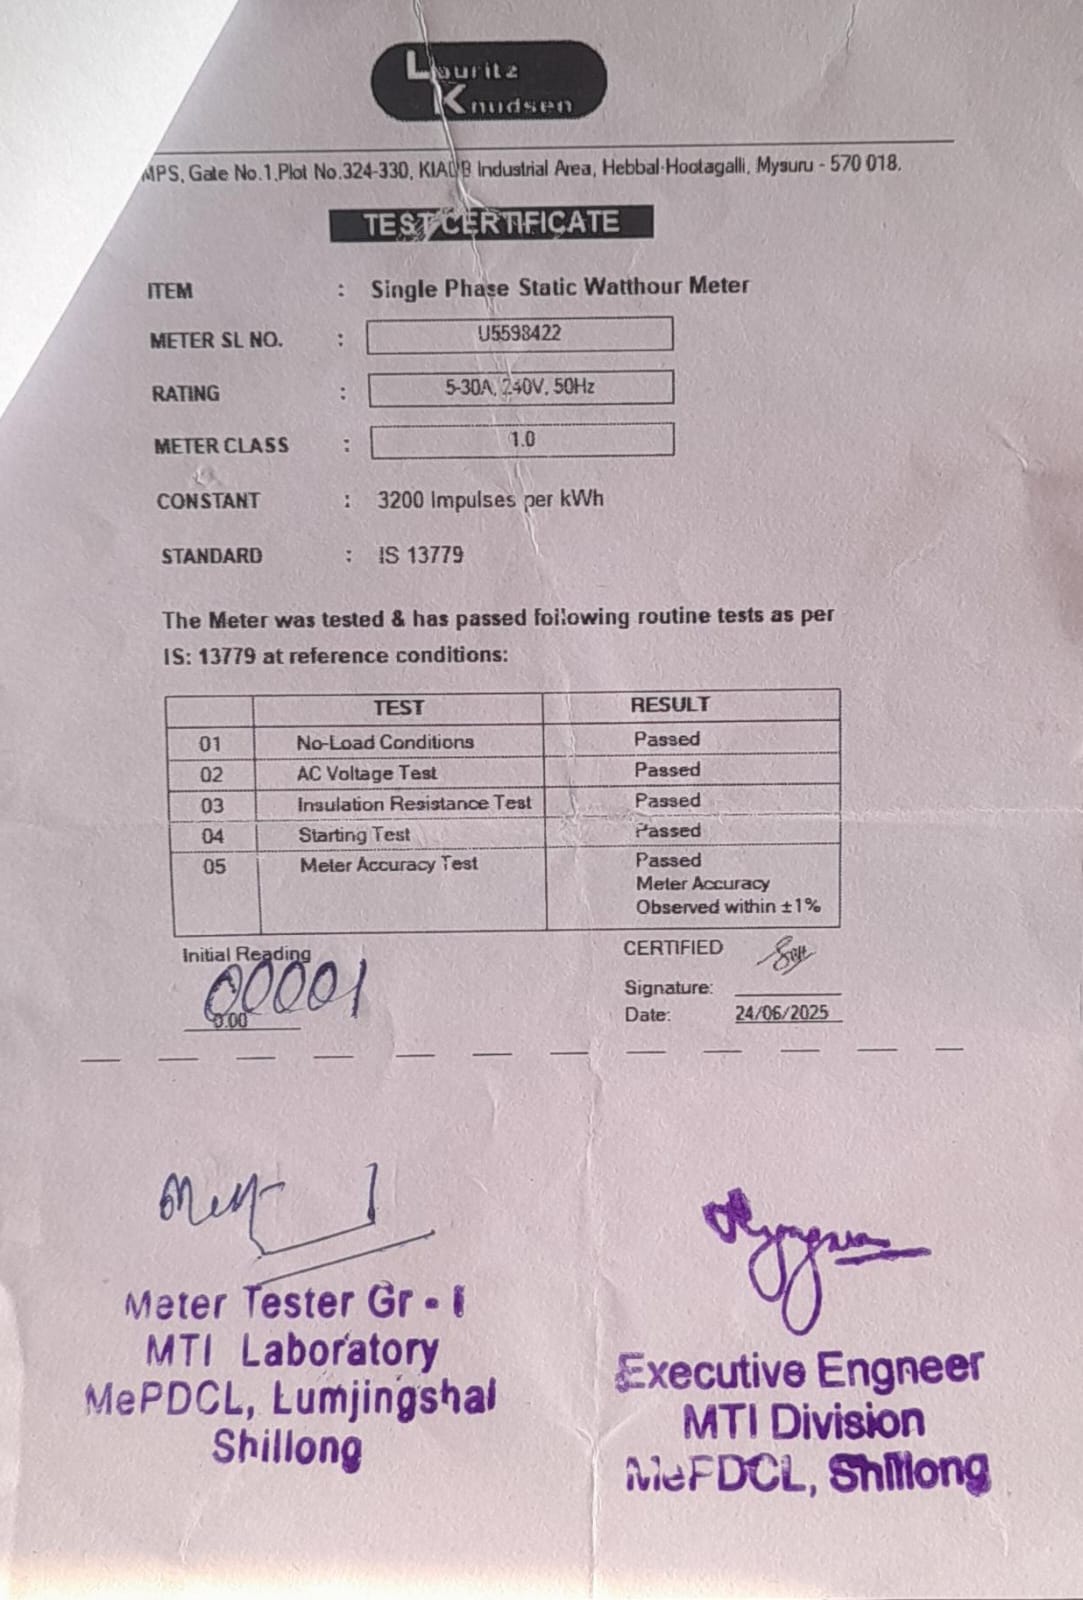 Lauritz
Knudsen
MPS, Gate No.1,Plot No.324-330, KIADB Industrial Area, Hebbal-Hootagalli, Mysuru - 570 018.
TEST CERTIFICATE
ITEM : Single Phase Static Watthour Meter
METER SL NO. : U5598422
RATING : 5-30A, 240V, 50Hz
METER CLASS : 1.0
CONSTANT : 3200 Impulses per kWh
STANDARD : IS 13779
The Meter was tested & has passed following routine tests as per
IS: 13779 at reference conditions:
TEST RESULT
01 No-Load Conditions Passed
02 AC Voltage Test Passed
03 Insulation Resistance Test Passed
04 Starting Test Passed
05 Meter Accuracy Test Passed
Meter Accuracy
Observed within ±1%
Initial Reading
00001
0.00
CERTIFIED
Signature:
Date: 24/06/2025
Meter Tester Gr - I
MTI Laboratory
MePDCL, Lumjingshai
Shillong
Executive Engneer
MTI Division
MePDCL, Shillong